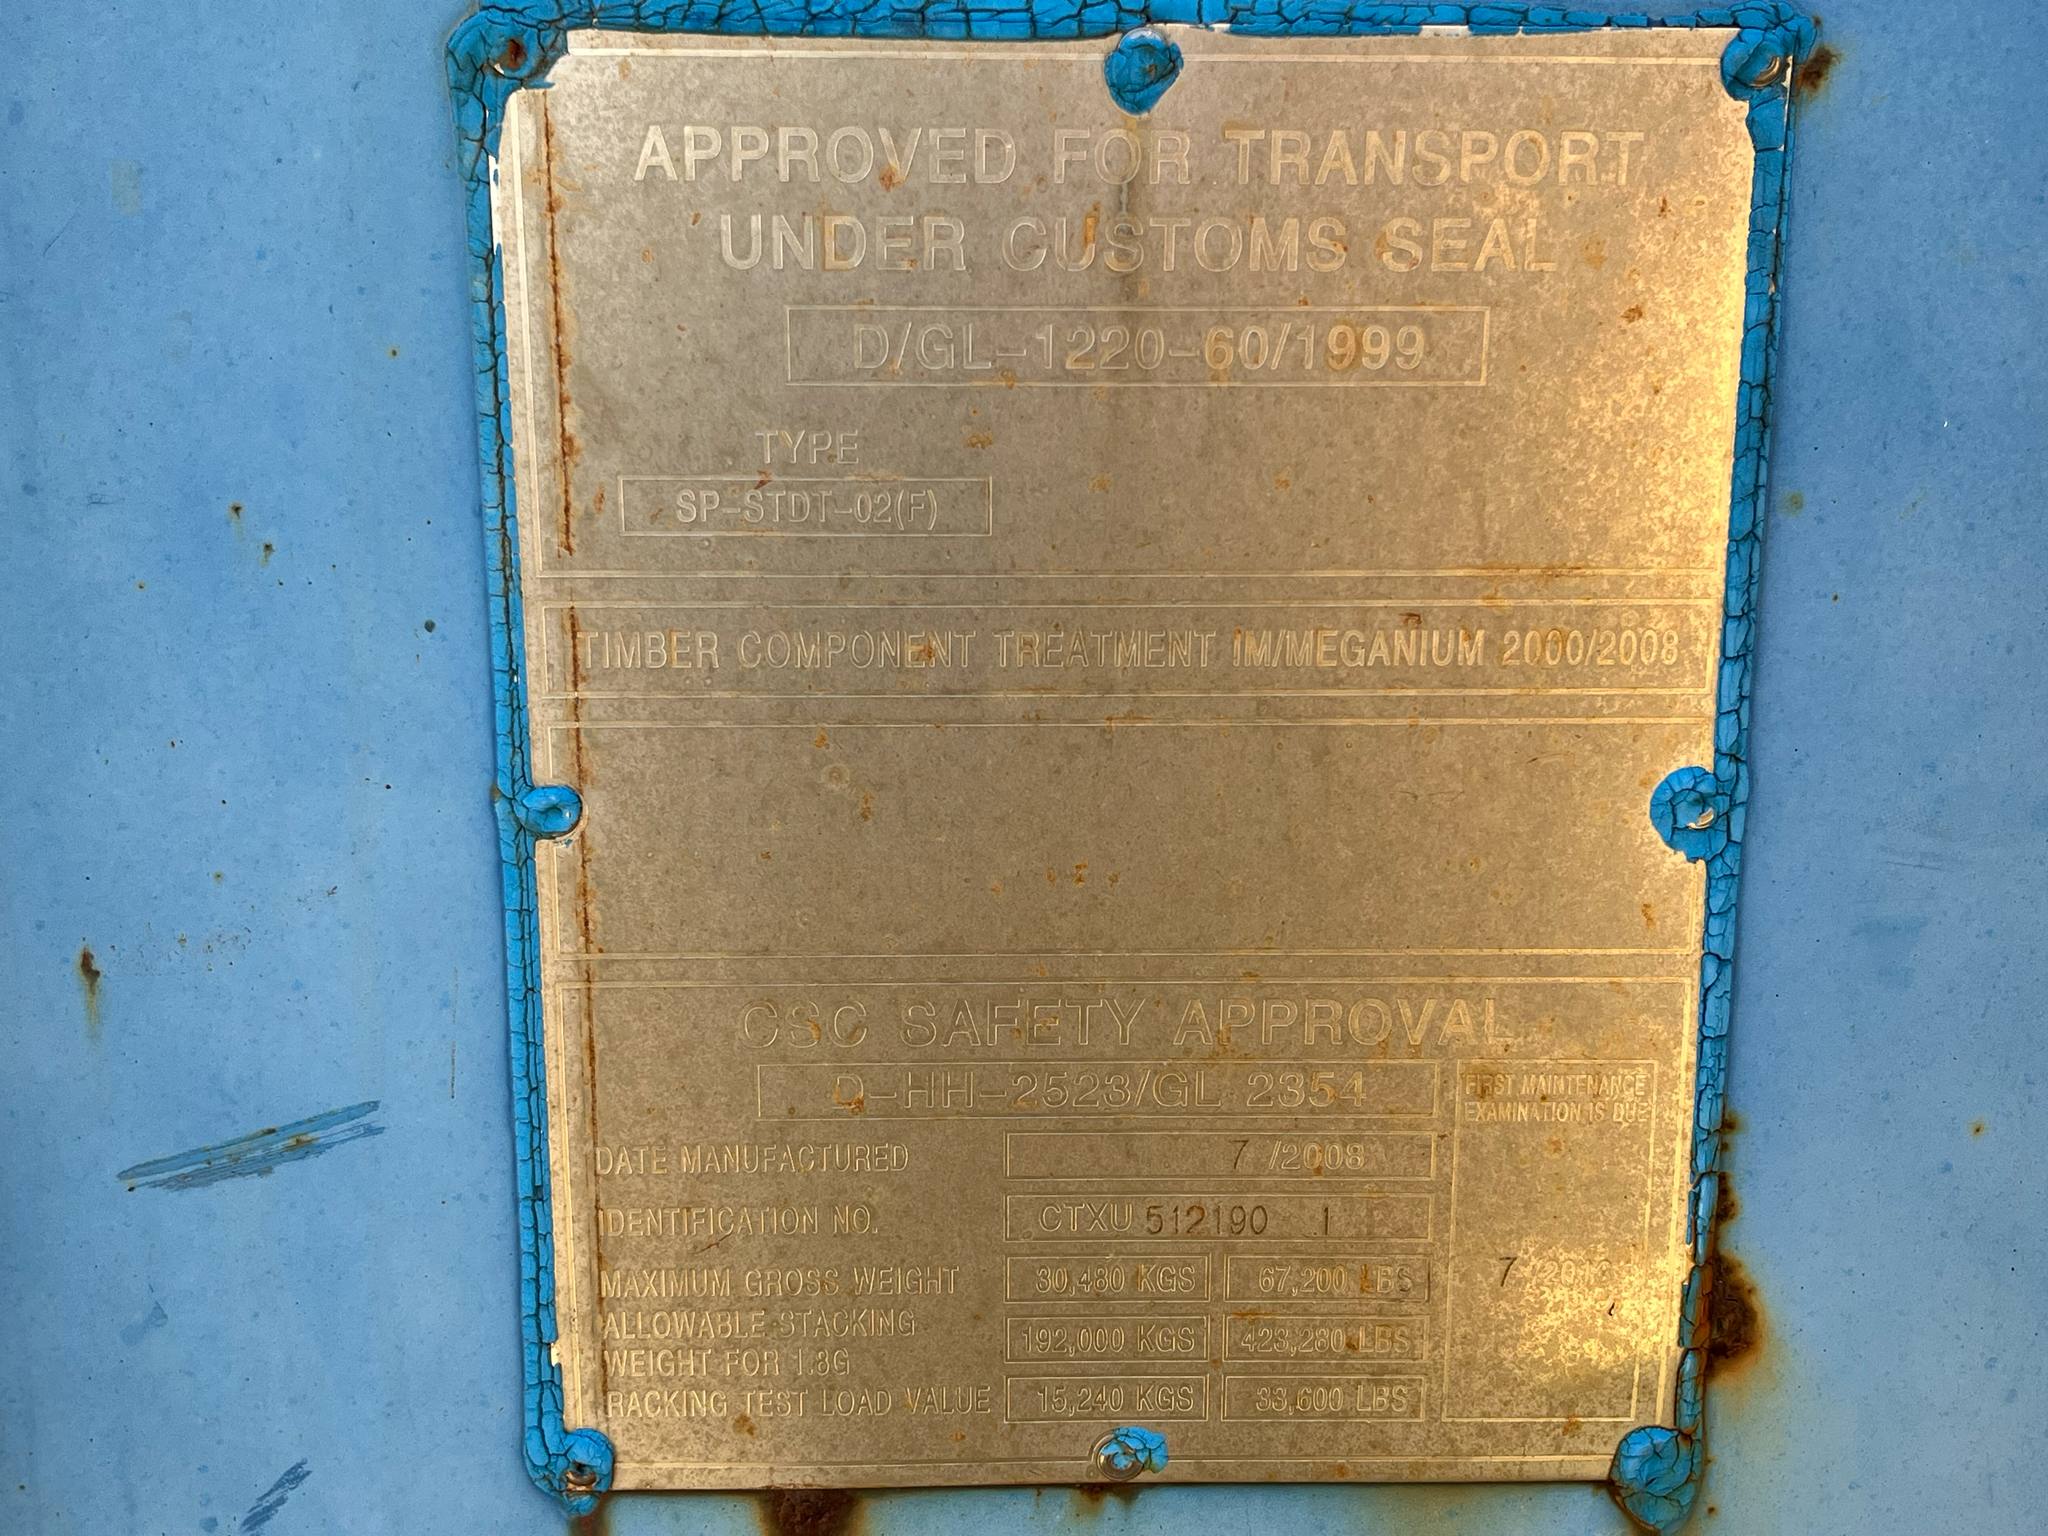 APPROVED FOR TRANSPORT
UNDER CUSTOMS SEAL
D/GL-1220-60/1999
TYPE
SP-STDT-02(F)
TIMBER COMPONENT TREATMENT IM/MEGANIUM 2000/2008
CSC SAFETY APPROVAL
D-HH-2523/GL 2354
FIRST MAINTENANCE
EXAMINATION IS DUE
DATE MANUFACTURED 7 /2008
IDENTIFICATION NO. CTXU 512190 1
MAXIMUM GROSS WEIGHT 30,480 KGS 67,200 LBS
7 /2013
ALLOWABLE STACKING
WEIGHT FOR 1.8G 192,000 KGS 423,280 LBS
RACKING TEST LOAD VALUE 15,240 KGS 33,600 LBS